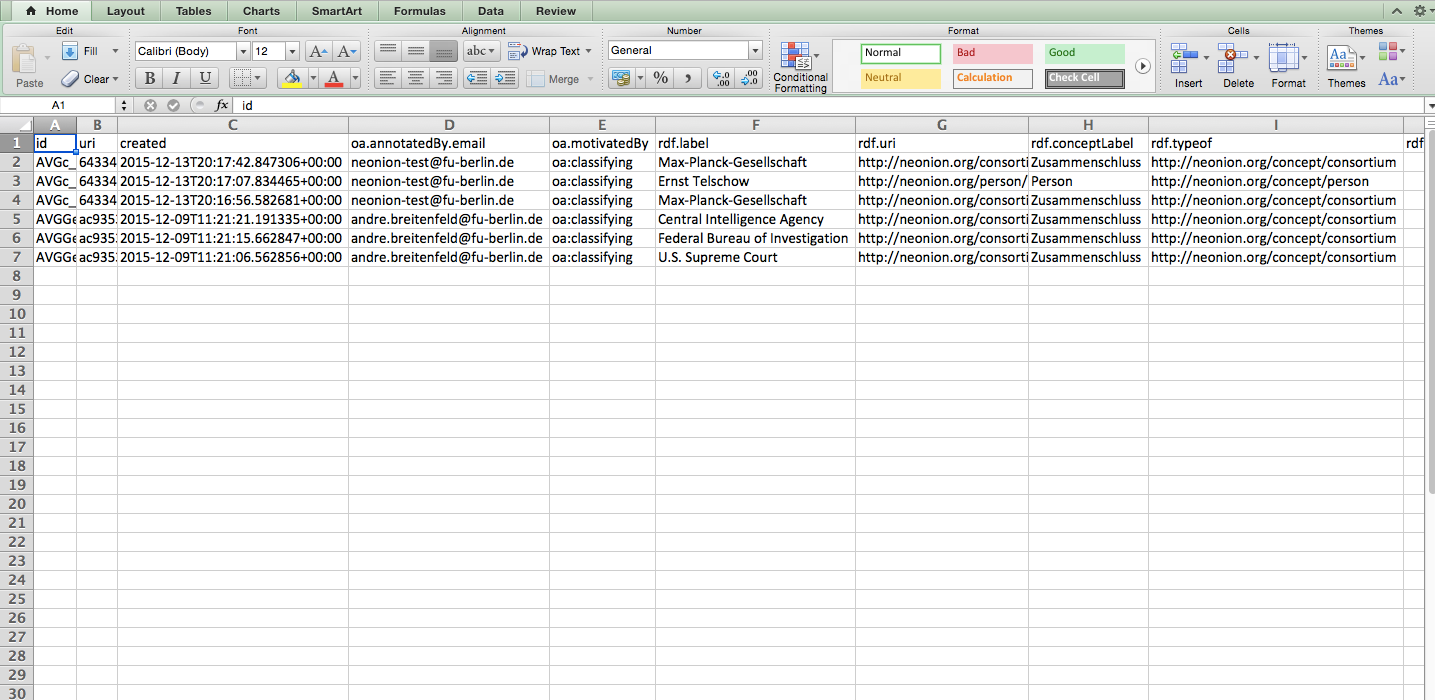 Home Layout Tables Charts SmartArt Formulas Data Review
Edit Font Alignment Number Format Cells Themes
Fill Calibri (Body) 12 A A abc Wrap Text General Normal Bad Good Aa Aa
Paste Clear B I U A Merge % , .0 .00 Conditional Formatting Neutral Calculation Check Cell Insert Delete Format Themes
A1 fx id
A B C D E F G H I
1 id uri created oa.annotatedBy.email oa.motivatedBy rdf.label rdf.uri rdf.conceptLabel rdf.typeof rdf
2 AVGc_ 64334 2015-12-13T20:17:42.847306+00:00 neonion-test@fu-berlin.de oa:classifying Max-Planck-Gesellschaft http://neonion.org/consorti Zusammenschluss http://neonion.org/concept/consortium
3 AVGc_ 64334 2015-12-13T20:17:07.834465+00:00 neonion-test@fu-berlin.de oa:classifying Ernst Telschow http://neonion.org/person/ Person http://neonion.org/concept/person
4 AVGc_ 64334 2015-12-13T20:16:56.582681+00:00 neonion-test@fu-berlin.de oa:classifying Max-Planck-Gesellschaft http://neonion.org/consorti Zusammenschluss http://neonion.org/concept/consortium
5 AVGGe ac935 2015-12-09T11:21:21.191335+00:00 andre.breitenfeld@fu-berlin.de oa:classifying Central Intelligence Agency http://neonion.org/consorti Zusammenschluss http://neonion.org/concept/consortium
6 AVGGe ac935 2015-12-09T11:21:15.662847+00:00 andre.breitenfeld@fu-berlin.de oa:classifying Federal Bureau of Investigation http://neonion.org/consorti Zusammenschluss http://neonion.org/concept/consortium
7 AVGGe ac935 2015-12-09T11:21:06.562856+00:00 andre.breitenfeld@fu-berlin.de oa:classifying U.S. Supreme Court http://neonion.org/consorti Zusammenschluss http://neonion.org/concept/consortium
8
9
10
11
12
13
14
15
16
17
18
19
20
21
22
23
24
25
26
27
28
29
30